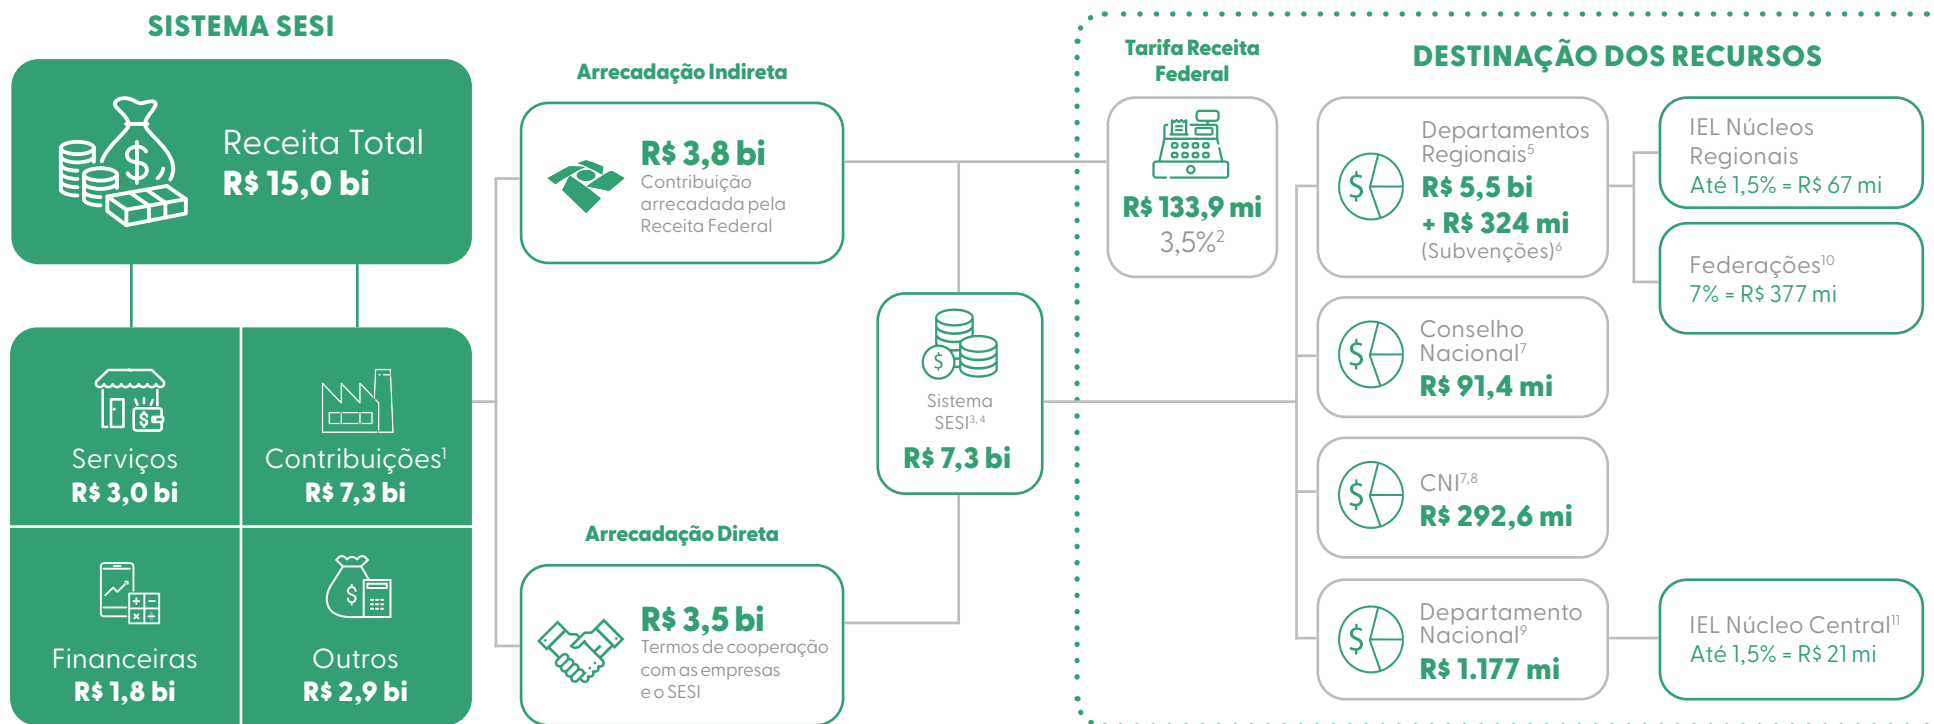 SISTEMA SESI
Receita Total
R$ 15,0 bi
Serviços
R$ 3,0 bi
Contribuições¹
R$ 7,3 bi
Financeiras
R$ 1,8 bi
Outros
R$ 2,9 bi
Arrecadação Indireta
R$ 3,8 bi
Contribuição
arrecadada pela
Receita Federal
Arrecadação Direta
R$ 3,5 bi
Termos de cooperação
com as empresas
e o SESI
Sistema
SESI³,⁴
R$ 7,3 bi
Tarifa Receita
Federal
R$ 133,9 mi
3,5%²
DESTINAÇÃO DOS RECURSOS
Departamentos
Regionais⁵
R$ 5,5 bi
+ R$ 324 mi
(Subvenções)⁶
IEL Núcleos
Regionais
Até 1,5% = R$ 67 mi
Federações¹⁰
7% = R$ 377 mi
Conselho
Nacional⁷
R$ 91,4 mi
CNI⁷,⁸
R$ 292,6 mi
Departamento
Nacional⁹
R$ 1.177 mi
IEL Núcleo Central¹¹
Até 1,5% = R$ 21 mi